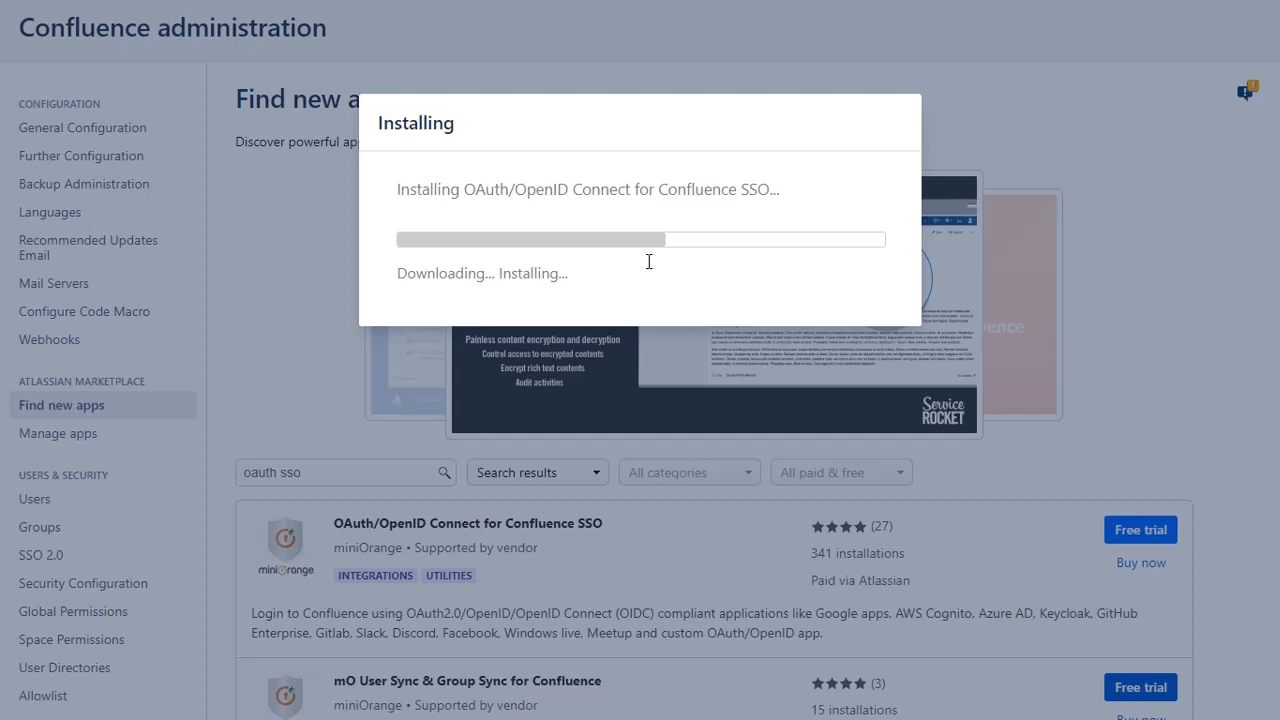 Confluence administration
CONFIGURATION
General Configuration
Further Configuration
Backup Administration
Languages
Recommended Updates
Email
Mail Servers
Configure Code Macro
Webhooks
ATLASSIAN MARKETPLACE
Find new apps
Manage apps
USERS & SECURITY
Users
Groups
SSO 2.0
Security Configuration
Global Permissions
Space Permissions
User Directories
Allowlist
Find new a
Discover powerful ap
Installing
Installing OAuth/OpenID Connect for Confluence SSO...
Downloading... Installing...
Painless content encryption and decryption
Control access to encrypted contents
Encrypt rich text contents
Audit activities
Service
ROCKET
uence
oauth sso
Search results
All categories
All paid & free
OAuth/OpenID Connect for Confluence SSO
miniOrange • Supported by vendor
INTEGRATIONS UTILITIES
miniOrange
(27)
341 installations
Paid via Atlassian
Free trial
Buy now
Login to Confluence using OAuth2.0/OpenID/OpenID Connect (OIDC) compliant applications like Google apps. AWS Cognito, Azure AD, Keycloak, GitHub
Enterprise, Gitlab, Slack, Discord, Facebook, Windows live, Meetup and custom OAuth/OpenID app.
mO User Sync & Group Sync for Confluence
miniOrange • Supported by vendor
(3)
15 installations
Free trial
Buy now